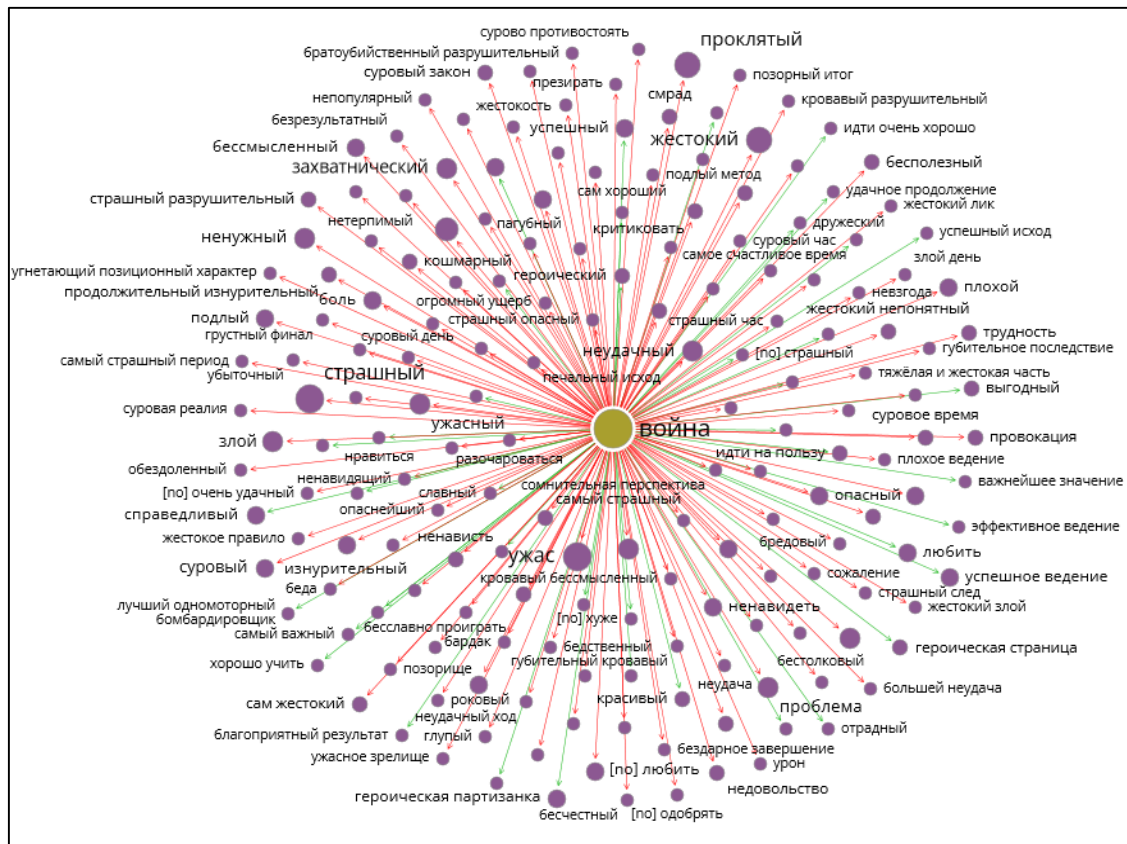 сурово противостоять
проклятый
братоубийственный разрушительный
суровый закон
презирать
позорный итог
смрад
непопулярный
жестокость
кровавый разрушительный
безрезультатный
успешный
жестокий
идти очень хорошо
бессмысленный
захватнический
бесполезный
подлый метод
сам хороший
удачное продолжение
страшный разрушительный
жестокий лик
нетерпимый
пагубный
критиковать
дружеский
ненужный
суровый час
успешный исход
самое счастливое время
кошмарный
угнетающий позиционный характер
героический
злой день
плохой
продолжительный изнурительный
боль
огромный ущерб
невзгода
жестокий непонятный
подлый
страшный опасный
страшный час
грустный финал
суровый день
трудность
неудачный
[no] страшный
губительное последствие
самый страшный период
убыточный
страшный
печальный исход
тяжёлая и жестокая часть
выгодный
суровая реалия
суровое время
ужасный
война
злой
провокация
нравиться
разочароваться
идти на пользу
плохое ведение
обездоленный
ненавидящий
важнейшее значение
[no] очень удачный
славный
сомнительная перспектива
самый страшный
опасный
справедливый
опаснейший
эффективное ведение
жестокое правило
ненависть
бредовый
любить
ужас
суровый
изнурительный
сожаление
успешное ведение
кровавый бессмысленный
беда
страшный след
жестокий злой
лучший одномоторный
бомбардировщик
[no] хуже
ненавидеть
самый важный
бесславно проиграть
бардак
бедственный
героическая страница
хорошо учить
позорище
губительный кровавый
бестолковый
неудача
большей неудача
сам жестокий
роковый
красивый
проблема
неудачный ход
благоприятный результат
глупый
отрадный
бездарное завершение
ужасное зрелище
урон
[no] любить
недовольство
героическая партизанка
бесчестный
[no] одобрять